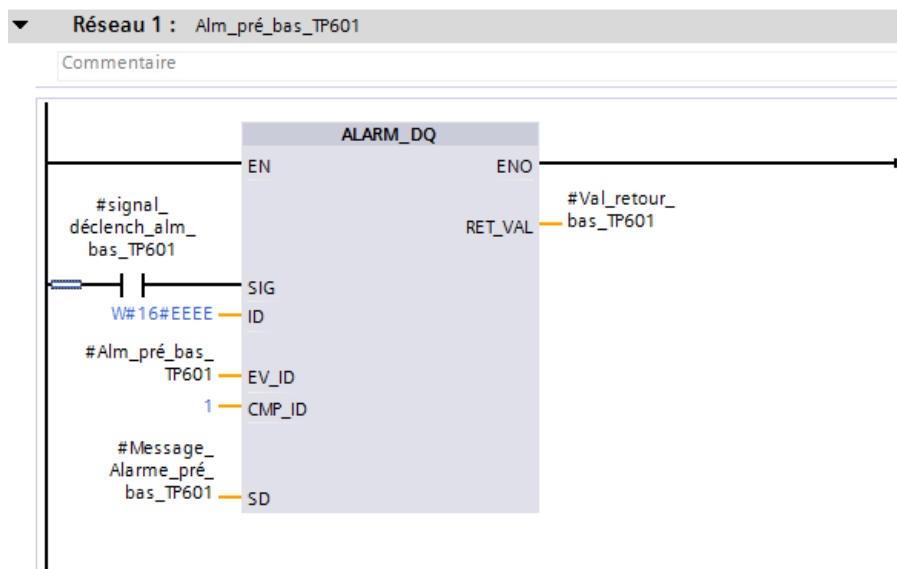 Réseau 1 : Alm_pré_bas_TP601
Commentaire
ALARM_DQ
EN
ENO
#signal_
déclench_alm_
bas_TP601
#Val_retour_
bas_TP601
RET_VAL
SIG
W#16#EEEE
ID
#Alm_pré_bas_
TP601
EV_ID
1
CMP_ID
#Message_
Alarme_pré_
bas_TP601
SD